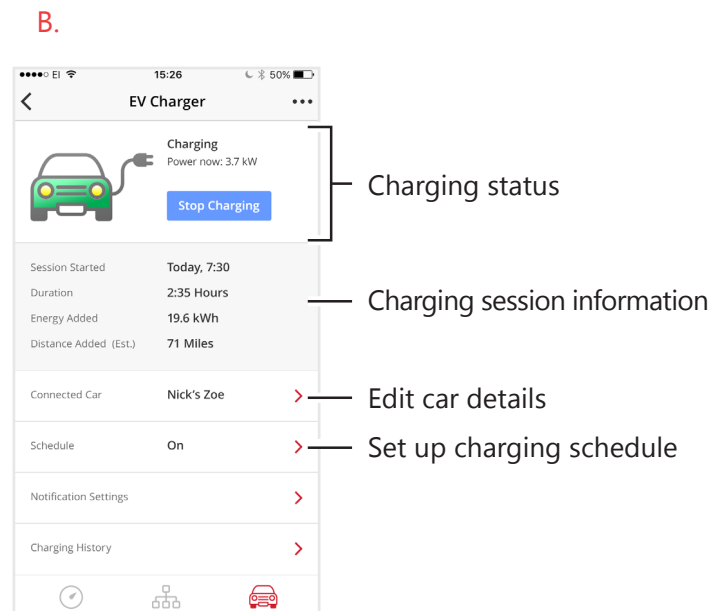 B.
●●●●○ EI 15:26 50%
EV Charger
Charging
Power now: 3.7 kW
Stop Charging
Charging status
Session Started Today, 7:30
Duration 2:35 Hours
Energy Added 19.6 kWh
Distance Added (Est.) 71 Miles
Charging session information
Connected Car Nick's Zoe
Edit car details
Schedule On
Set up charging schedule
Notification Settings
Charging History